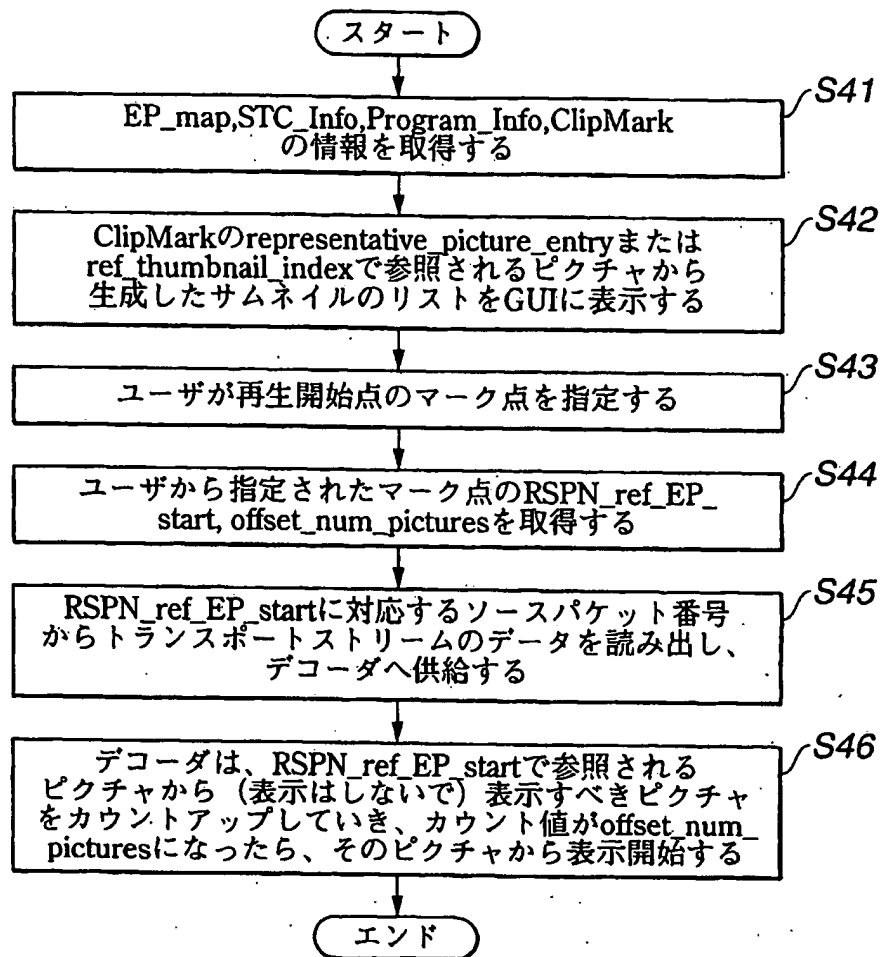 スタート
S41
EP_map,STC_Info,Program_Info,ClipMark
の情報を取得する
S42
ClipMarkのrepresentative_picture_entryまたは
ref_thumbnail_indexで参照されるピクチャから
生成したサムネイルのリストをGUIに表示する
S43
ユーザが再生開始点のマーク点を指定する
S44
ユーザから指定されたマーク点のRSPN_ref_EP_
start, offset_num_picturesを取得する
S45
RSPN_ref_EP_startに対応するソースパケット番号
からトランスポートストリームのデータを読み出し、
デコーダへ供給する
S46
デコーダは、RSPN_ref_EP_startで参照される
ピクチャから（表示はしないで）表示すべきピクチャ
をカウントアップしていき、カウント値がoffset_num_
picturesになったら、そのピクチャから表示開始する
エンド